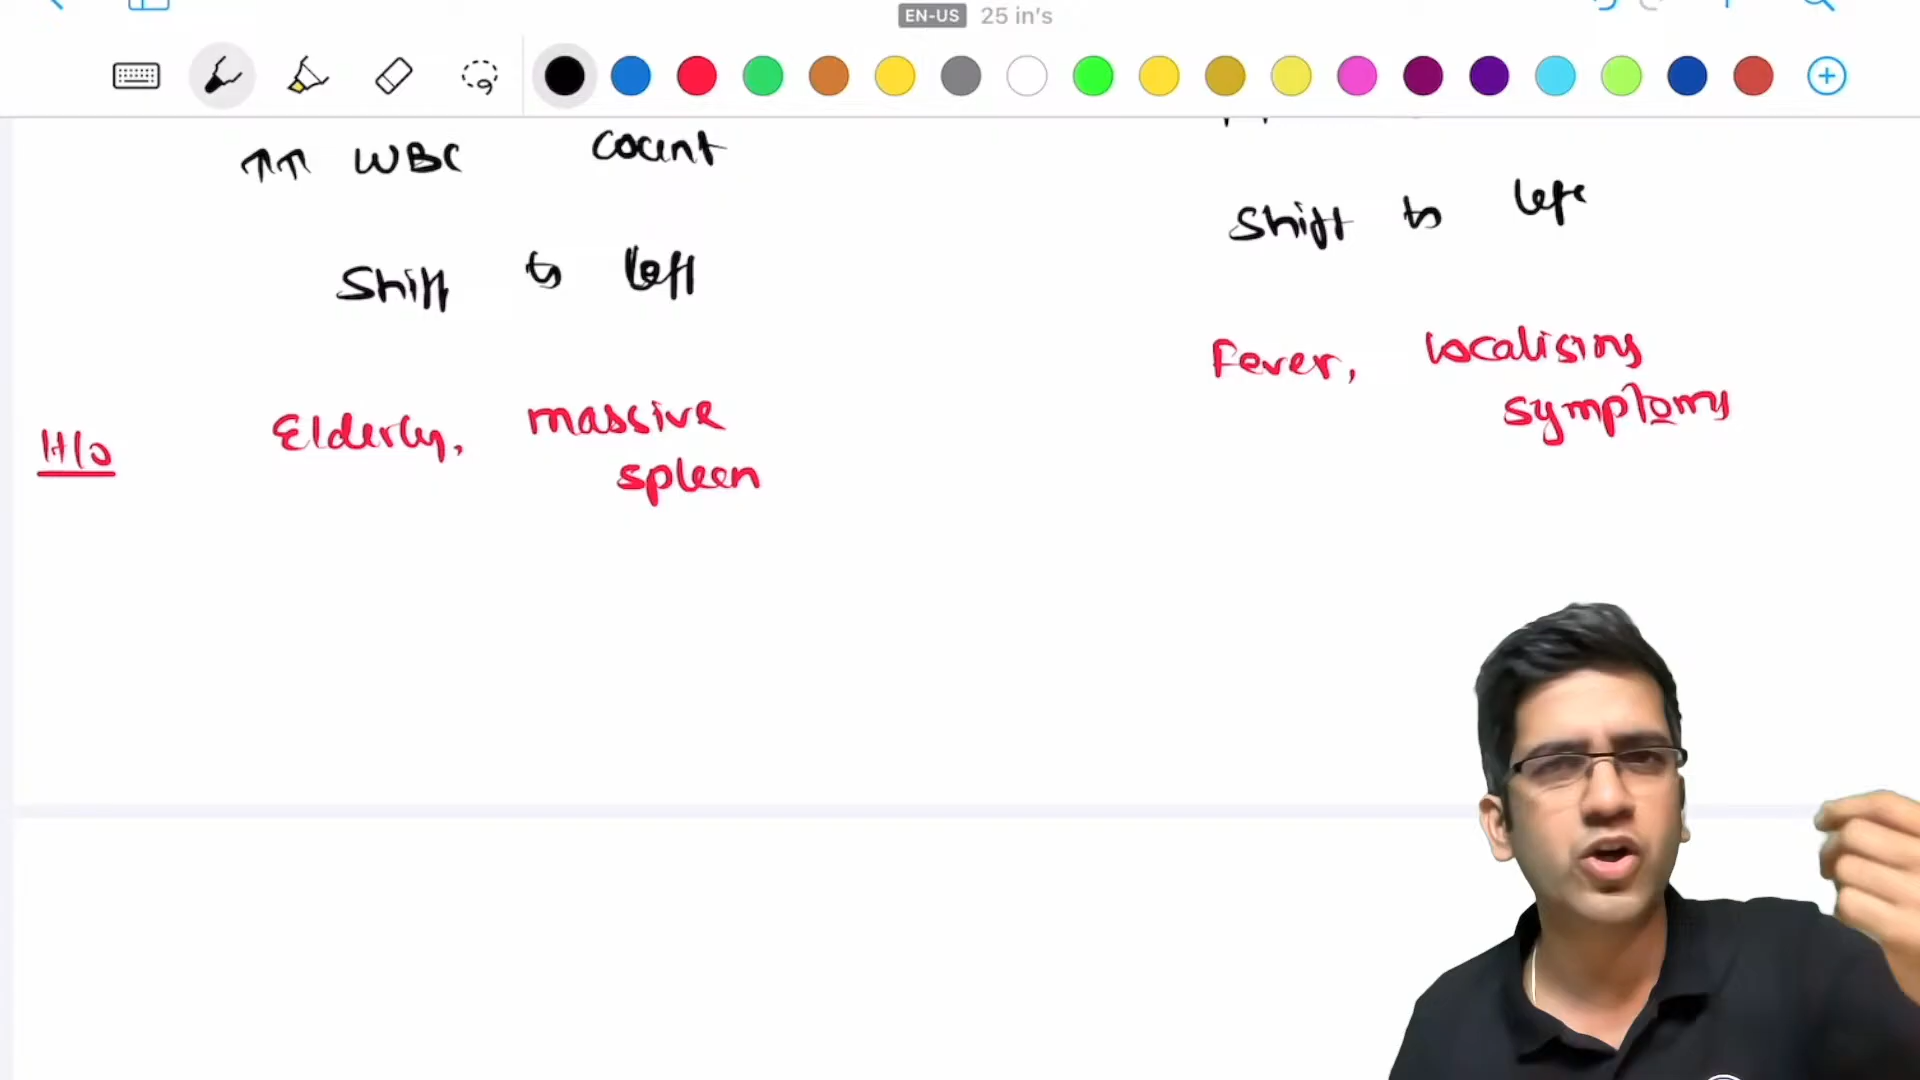 EN-US 25 in's
↑↑ WBC count
Shift to left
Shift to left
Fever, localising
symptoms
H/o Elderly, massive
spleen